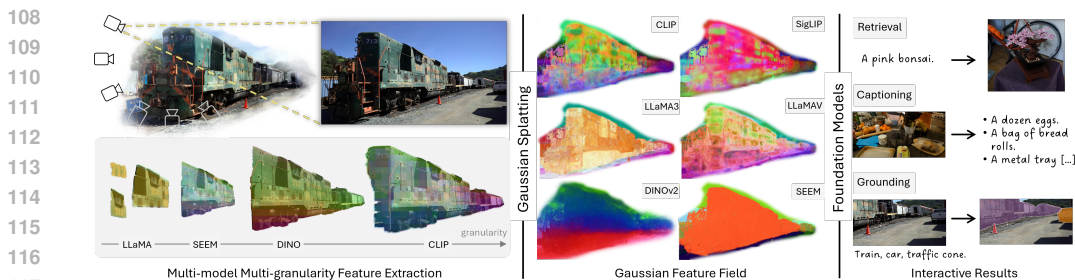 108
109
110
111
112
113
114
115
116
713
713
LLaMA
SEEM
DINO
CLIP
granularity
Multi-model Multi-granularity Feature Extraction
Gaussian Splatting
CLIP
SigLIP
LLaMA3
LLaMAV
DINOv2
SEEM
Gaussian Feature Field
Foundation Models
Retrieval
A pink bonsai.
Captioning
• A dozen eggs.
• A bag of bread
rolls.
• A metal tray [...]
Grounding
Train, car, traffic cone.
Interactive Results